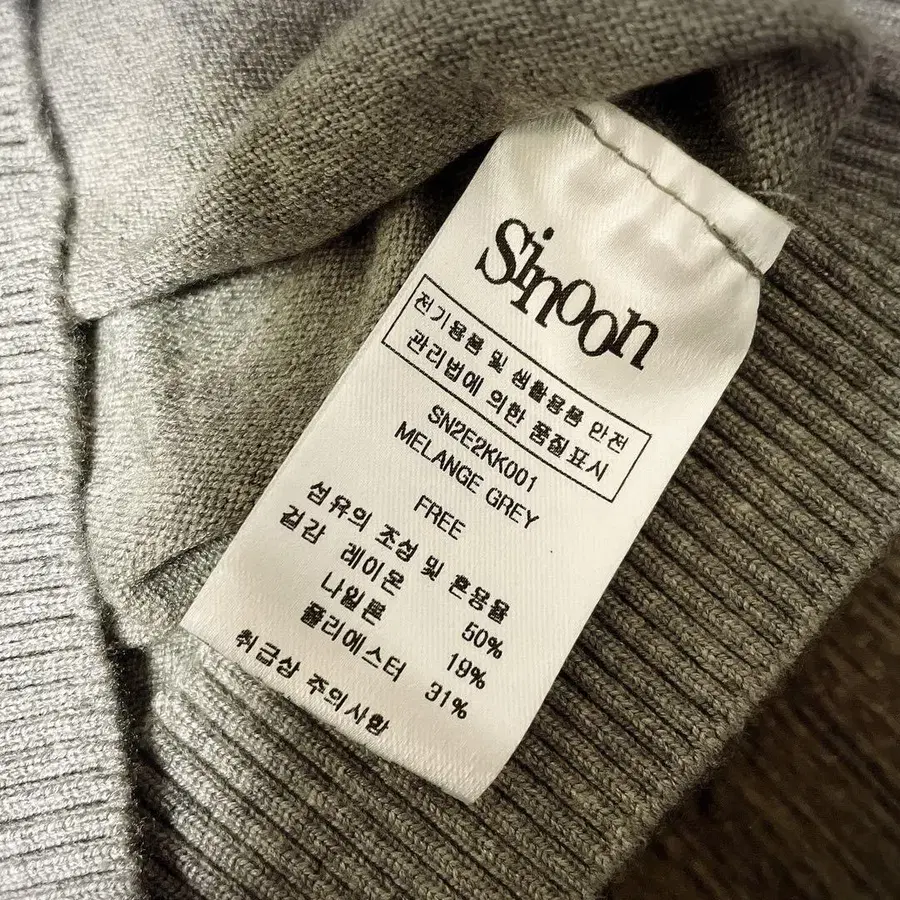 Sinoon
전기용품 및 생활용품 안전
관리법에 의한 품질표시
SN2E2KK001
MELANGE GREY
FREE
섬유의 조성 및 혼용율
겉감 레이온 50%
나일론 19%
폴리에스터 31%
취급상 주의사항